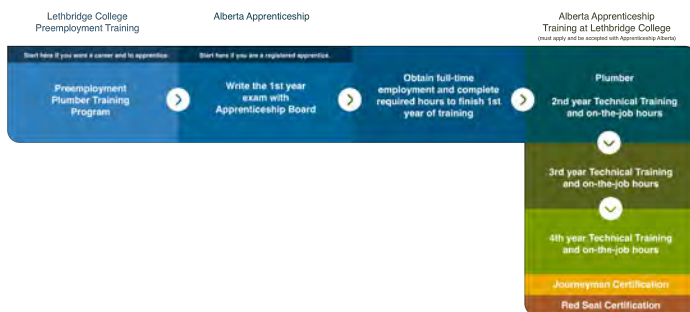 Lethbridge College
Preemployment Training
Alberta Apprenticeship
Alberta Apprenticeship
Training at Lethbridge College
(must apply and be accepted with Apprenticeship Alberta)
Start here if you want a career and to apprentice.
Start here if you are a registered apprentice.
Preemployment
Plumber Training
Program
Write the 1st year
exam with
Apprenticeship Board
Obtain full-time
employment and complete
required hours to finish 1st
year of training
Plumber
2nd year Technical Training
and on-the-job hours
3rd year Technical Training
and on-the-job hours
4th year Technical Training
and on-the-job hours
Journeyman Certification
Red Seal Certification